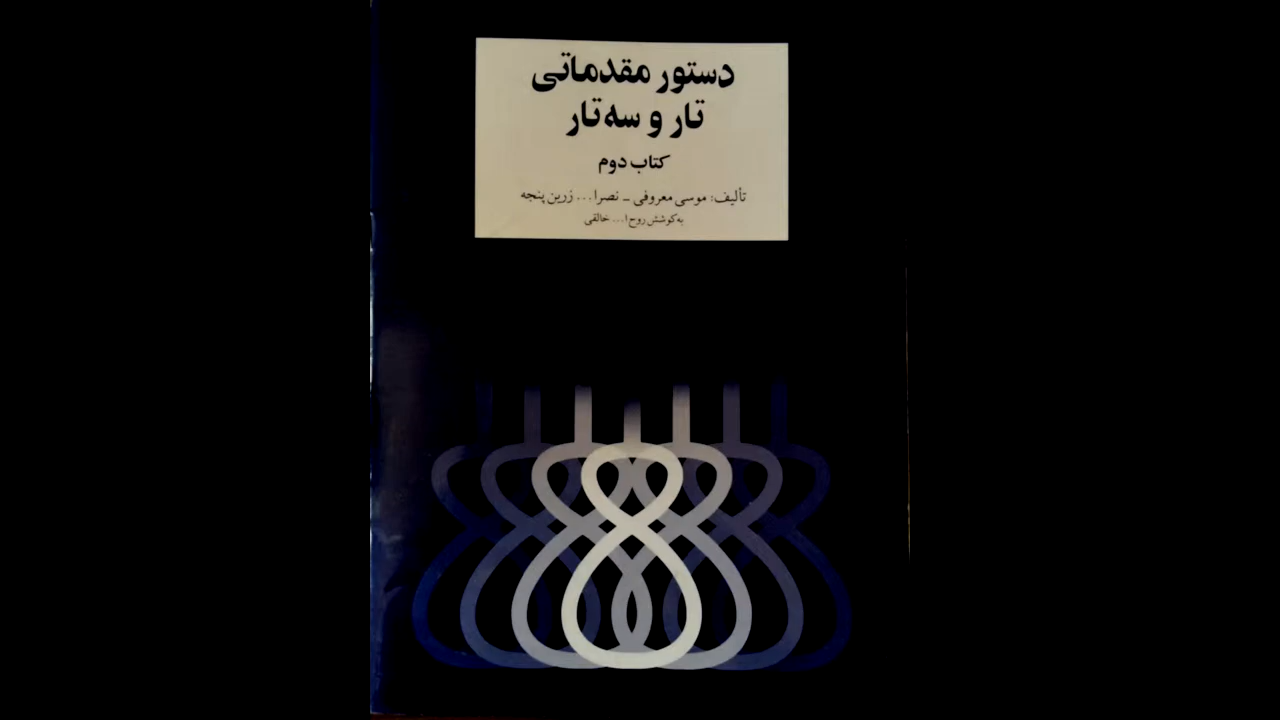 دستور مقدماتی
تار و سه‌تار
کتاب دوم
تألیف: موسی معروفی ـ نصرا... زرین پنجه
به‌کوشش روح ا... خالقی